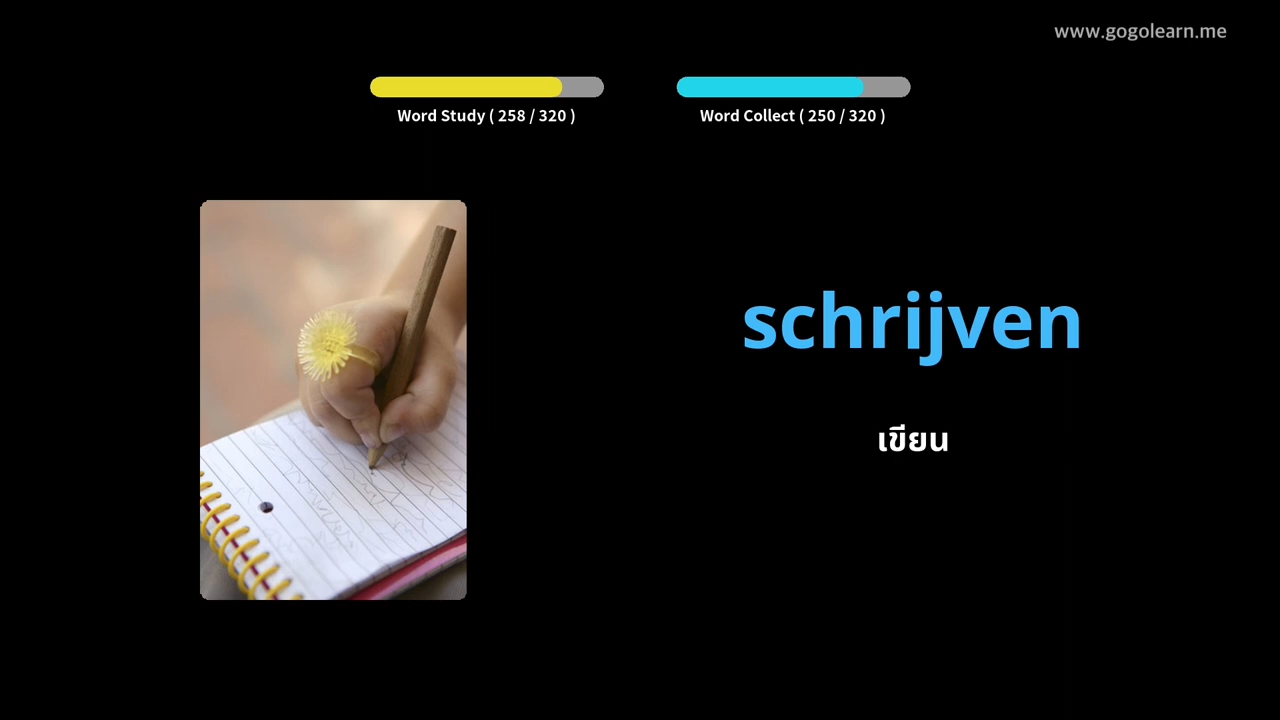 www.gogolearn.me
Word Study ( 258 / 320 )
Word Collect ( 250 / 320 )
schrijven
เขียน